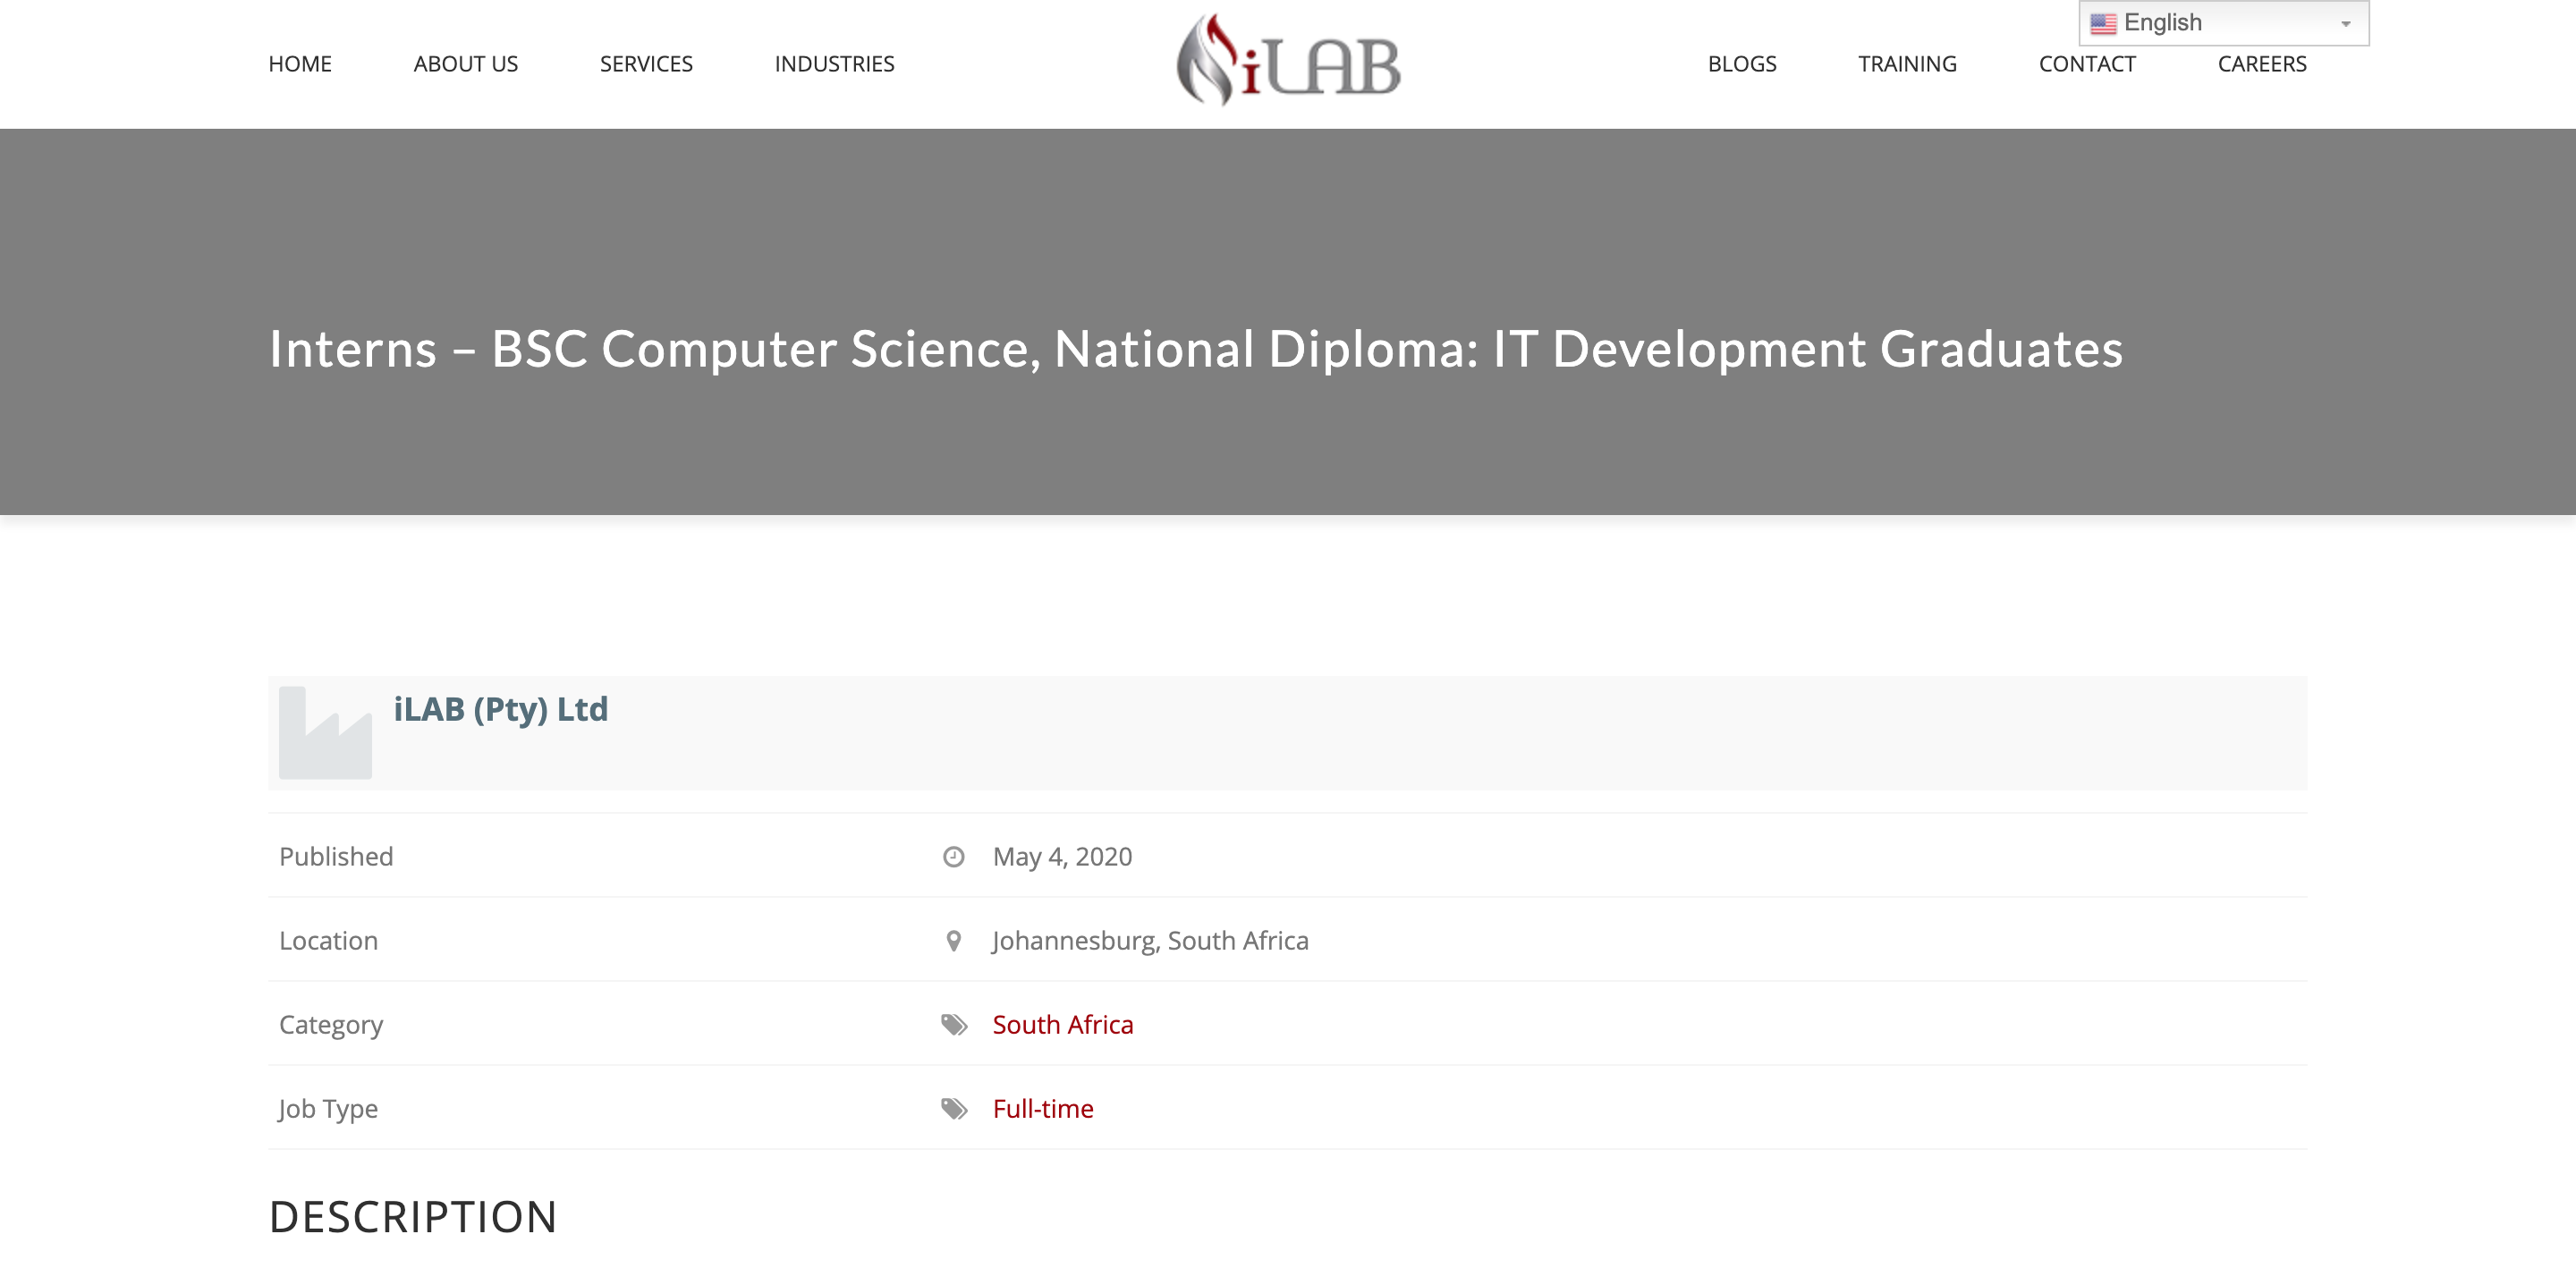 HOME ABOUT US SERVICES INDUSTRIES iLAB BLOGS TRAINING CONTACT CAREERS
English
Interns – BSC Computer Science, National Diploma: IT Development Graduates
iLAB (Pty) Ltd
Published May 4, 2020
Location Johannesburg, South Africa
Category South Africa
Job Type Full-time
DESCRIPTION